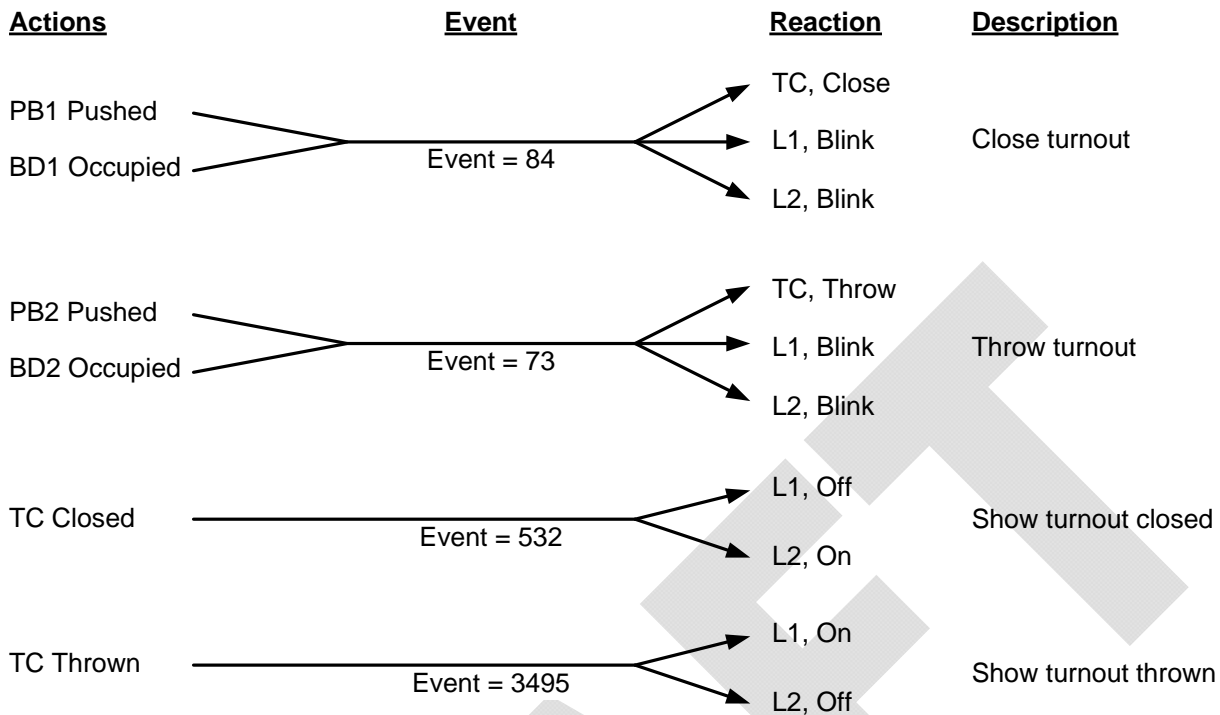 Actions Event Reaction Description
PB1 Pushed
BD1 Occupied
Event = 84
TC, Close
L1, Blink
L2, Blink
Close turnout
PB2 Pushed
BD2 Occupied
Event = 73
TC, Throw
L1, Blink
L2, Blink
Throw turnout
TC Closed
Event = 532
L1, Off
L2, On
Show turnout closed
TC Thrown
Event = 3495
L1, On
L2, Off
Show turnout thrown